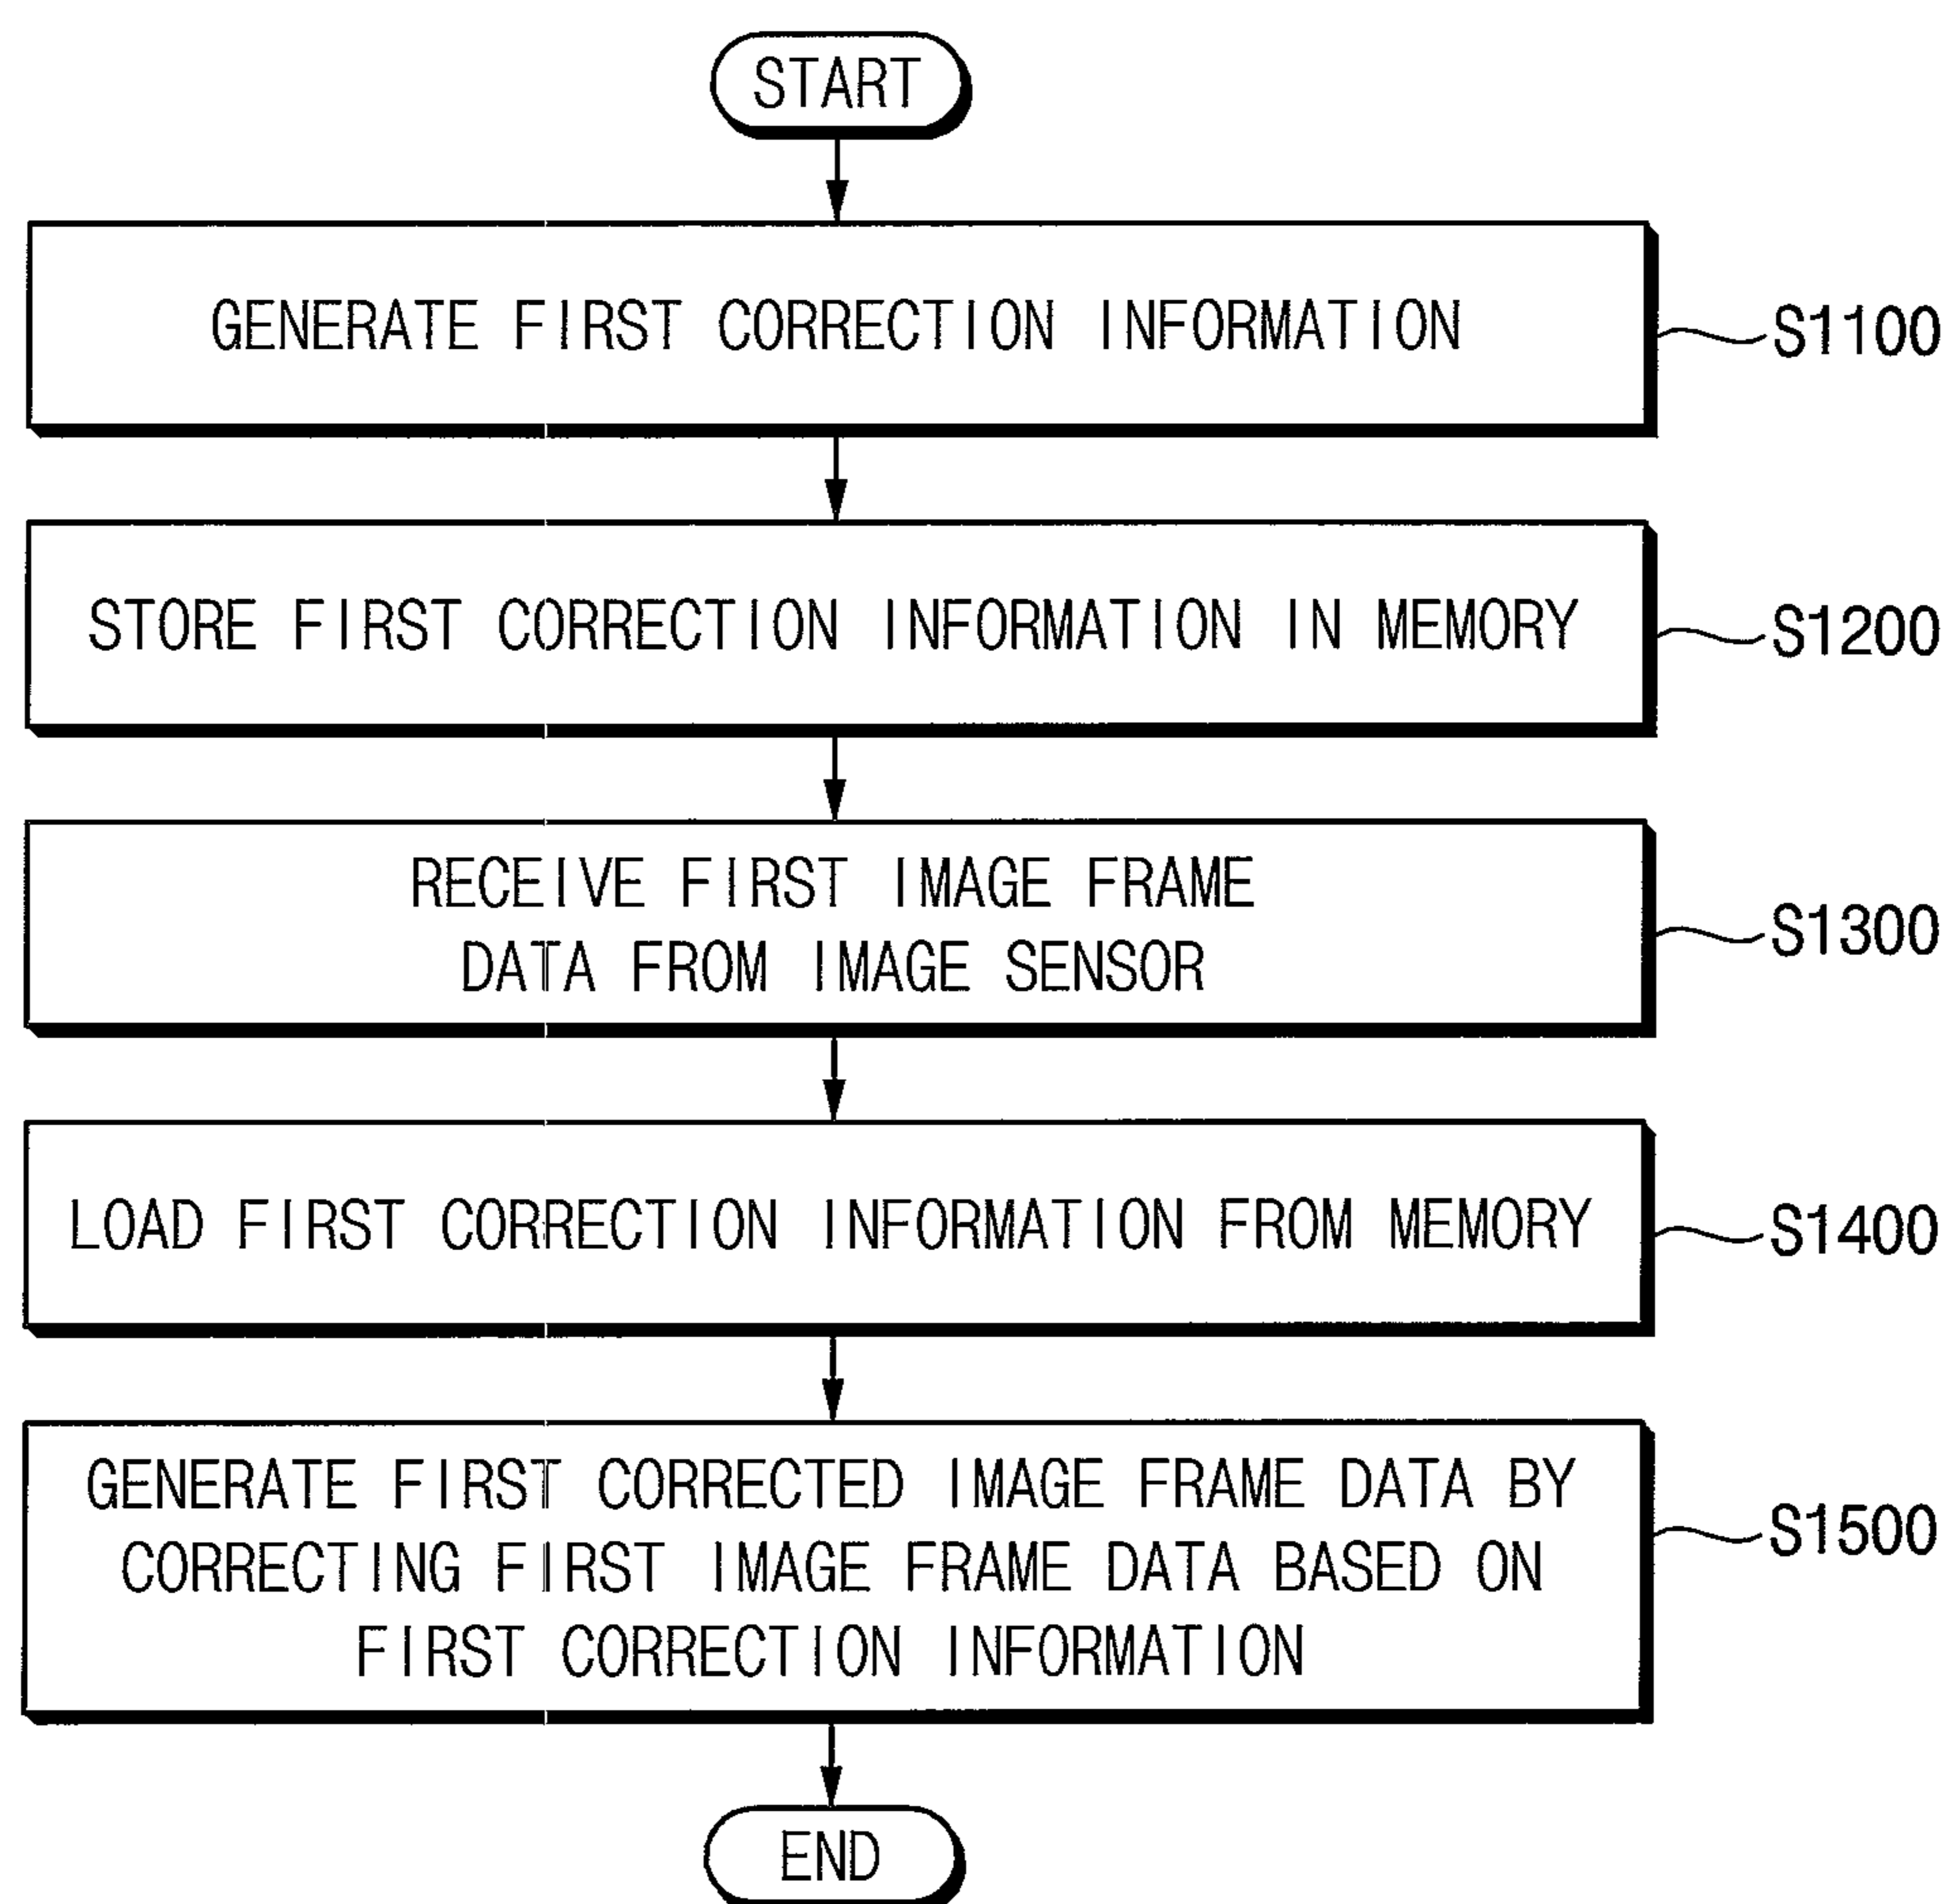 START
GENERATE FIRST CORRECTION INFORMATION
S1100
STORE FIRST CORRECTION INFORMATION IN MEMORY
S1200
RECEIVE FIRST IMAGE FRAME
DATA FROM IMAGE SENSOR
S1300
LOAD FIRST CORRECTION INFORMATION FROM MEMORY
S1400
GENERATE FIRST CORRECTED IMAGE FRAME DATA BY
CORRECTING FIRST IMAGE FRAME DATA BASED ON
FIRST CORRECTION INFORMATION
S1500
END